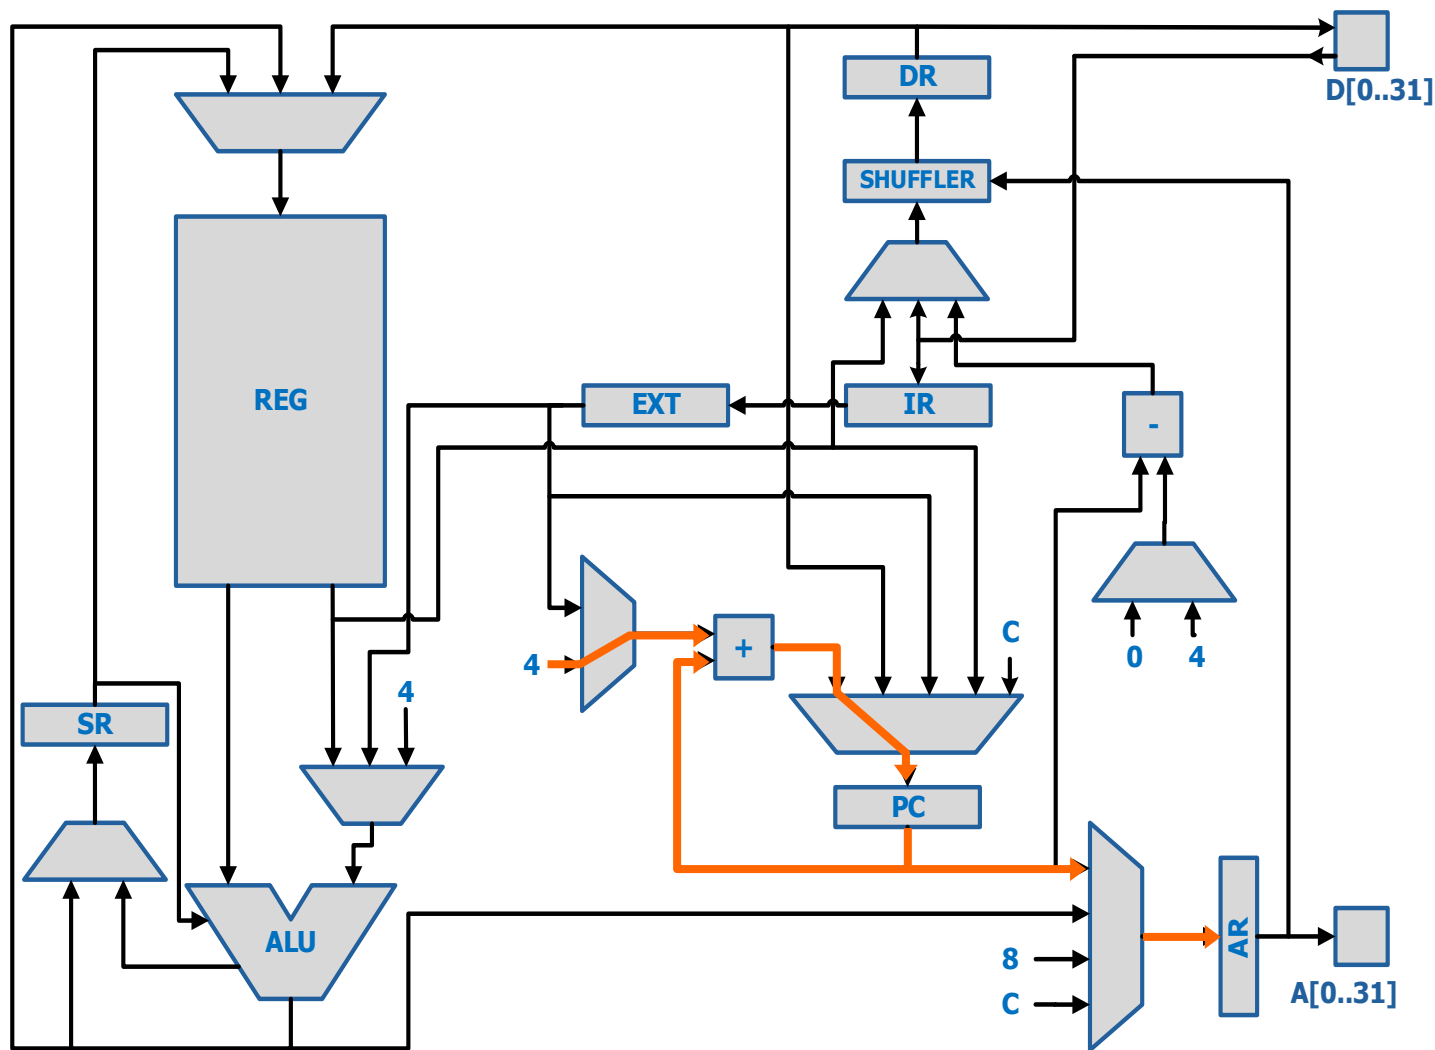 DR
D[0..31]
SHUFFLER
REG
EXT
IR
-
C
+
4
0
4
4
SR
PC
ALU
8
AR
C
A[0..31]